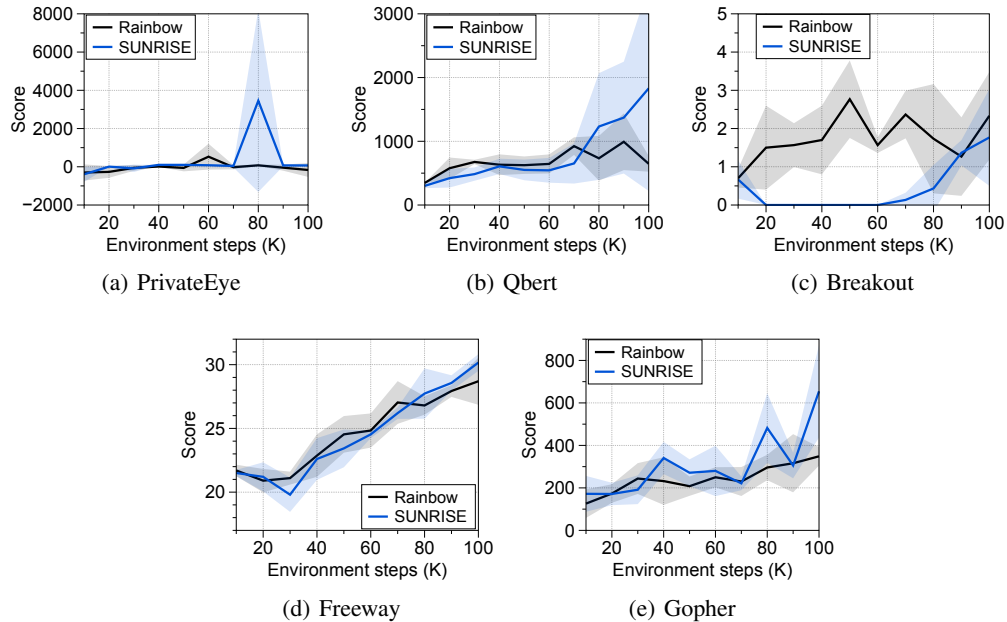 8000
6000
4000
2000
0
−2000
Score
Rainbow
SUNRISE
20 40 60 80 100
Environment steps (K)
(a) PrivateEye
3000
2000
1000
0
Score
Rainbow
SUNRISE
20 40 60 80 100
Environment steps (K)
(b) Qbert
5
4
3
2
1
0
Score
Rainbow
SUNRISE
20 40 60 80 100
Environment steps (K)
(c) Breakout
30
25
20
Score
Rainbow
SUNRISE
20 40 60 80 100
Environment steps (K)
(d) Freeway
800
600
400
200
0
Score
Rainbow
SUNRISE
20 40 60 80 100
Environment steps (K)
(e) Gopher